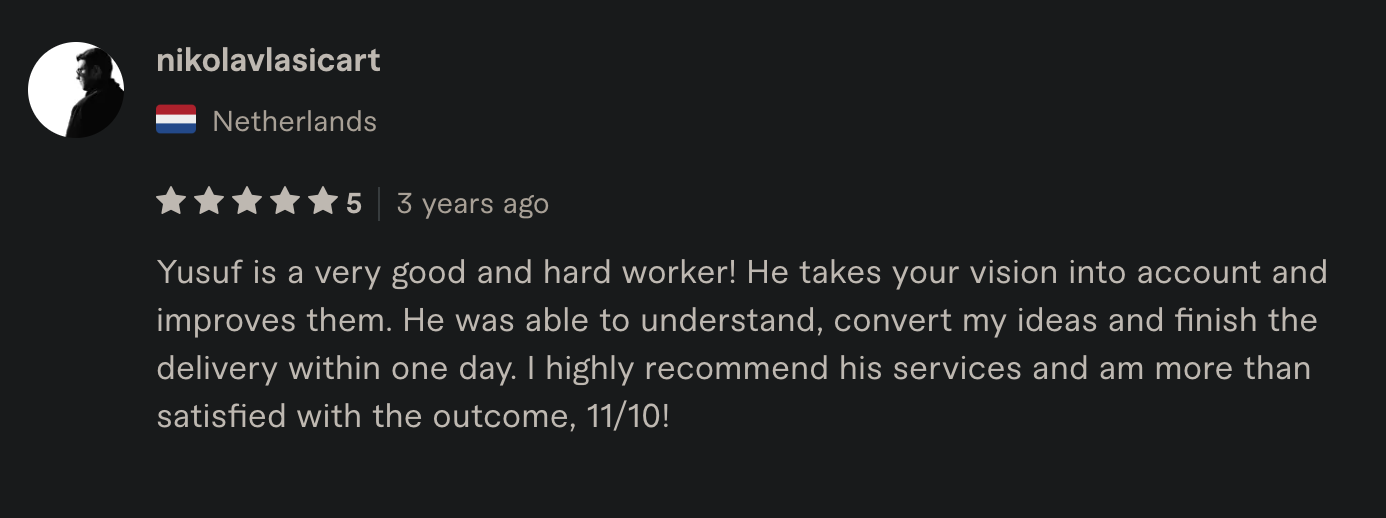 nikolavlasicart
Netherlands
5 | 3 years ago
Yusuf is a very good and hard worker! He takes your vision into account and
improves them. He was able to understand, convert my ideas and finish the
delivery within one day. I highly recommend his services and am more than
satisfied with the outcome, 11/10!